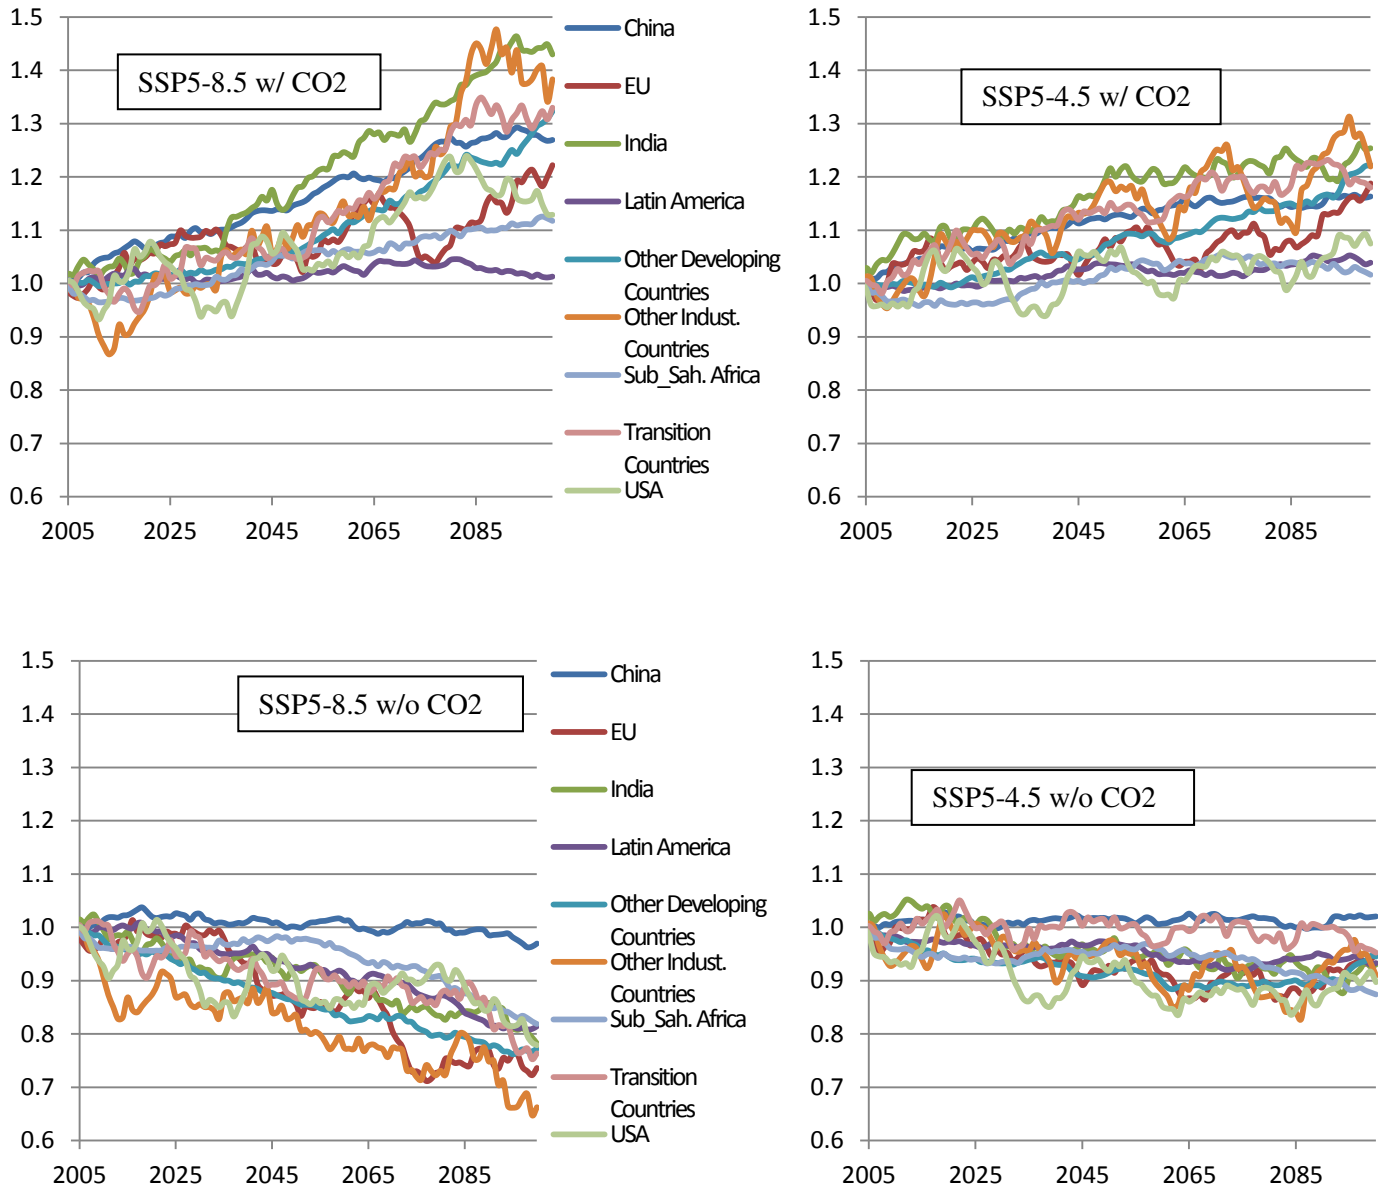 1.5
1.4
1.3
1.2
1.1
1.0
0.9
0.8
0.7
0.6
2005
2025
2045
2065
2085
SSP5-8.5 w/ CO2
China
EU
India
Latin America
Other Developing
Countries
Other Indust.
Countries
Sub_Sah. Africa
Transition
Countries
USA
1.5
1.4
1.3
1.2
1.1
1.0
0.9
0.8
0.7
0.6
2005
2025
2045
2065
2085
SSP5-4.5 w/ CO2
1.5
1.4
1.3
1.2
1.1
1.0
0.9
0.8
0.7
0.6
2005
2025
2045
2065
2085
SSP5-8.5 w/o CO2
China
EU
India
Latin America
Other Developing
Countries
Other Indust.
Countries
Sub_Sah. Africa
Transition
Countries
USA
1.5
1.4
1.3
1.2
1.1
1.0
0.9
0.8
0.7
0.6
2005
2025
2045
2065
2085
SSP5-4.5 w/o CO2